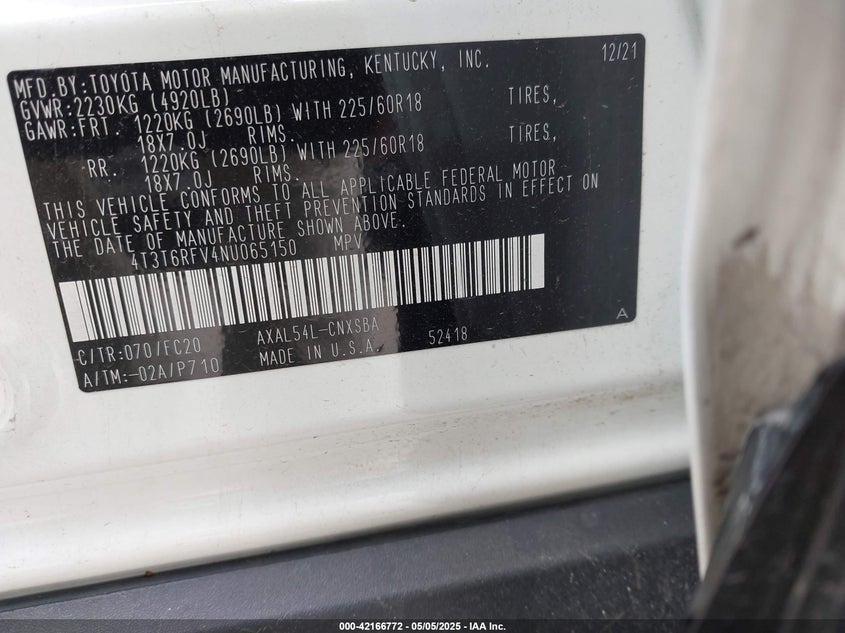 MFD.BY:TOYOTA MOTOR MANUFACTURING, KENTUCKY, INC. 12/21
GVWR:2230KG (4920LB)
GAWR:FRT. 1220KG (2690LB) WITH 225/60R18 TIRES,
18X7.0J RIMS.
RR. 1220KG (2690LB) WITH 225/60R18 TIRES,
18X7.0J RIMS.
THIS VEHICLE CONFORMS TO ALL APPLICABLE FEDERAL MOTOR
VEHICLE SAFETY AND THEFT PREVENTION STANDARDS IN EFFECT ON
THE DATE OF MANUFACTURE SHOWN ABOVE.
4T3T6RFV4NU065150 MPV
C/TR:070/FC20 AXAL54L-CNXSBA 52418 A
A/TM:-02A/P710 MADE IN U.S.A.
000-42166772 - 05/05/2025 - IAA Inc.